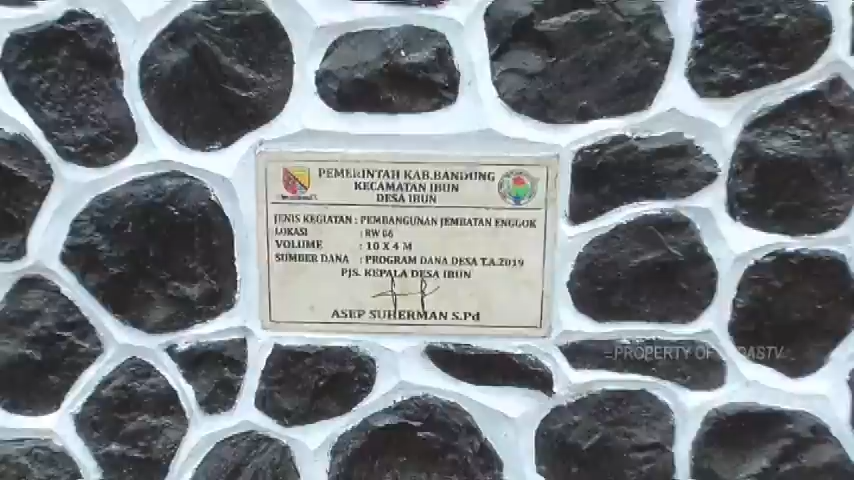 PEMERINTAH KAB.BANDUNG
KECAMATAN IBUN
DESA IBUN
JENIS KEGIATAN : PEMBANGUNAN JEMBATAN ENGGOK
LOKASI : RW 06
VOLUME : 10 X 4 M
SUMBER DANA : PROGRAM DANA DESA T.A.2019
PJS. KEPALA DESA IBUN
ASEP SUHERMAN S.Pd
PROPERTY OF